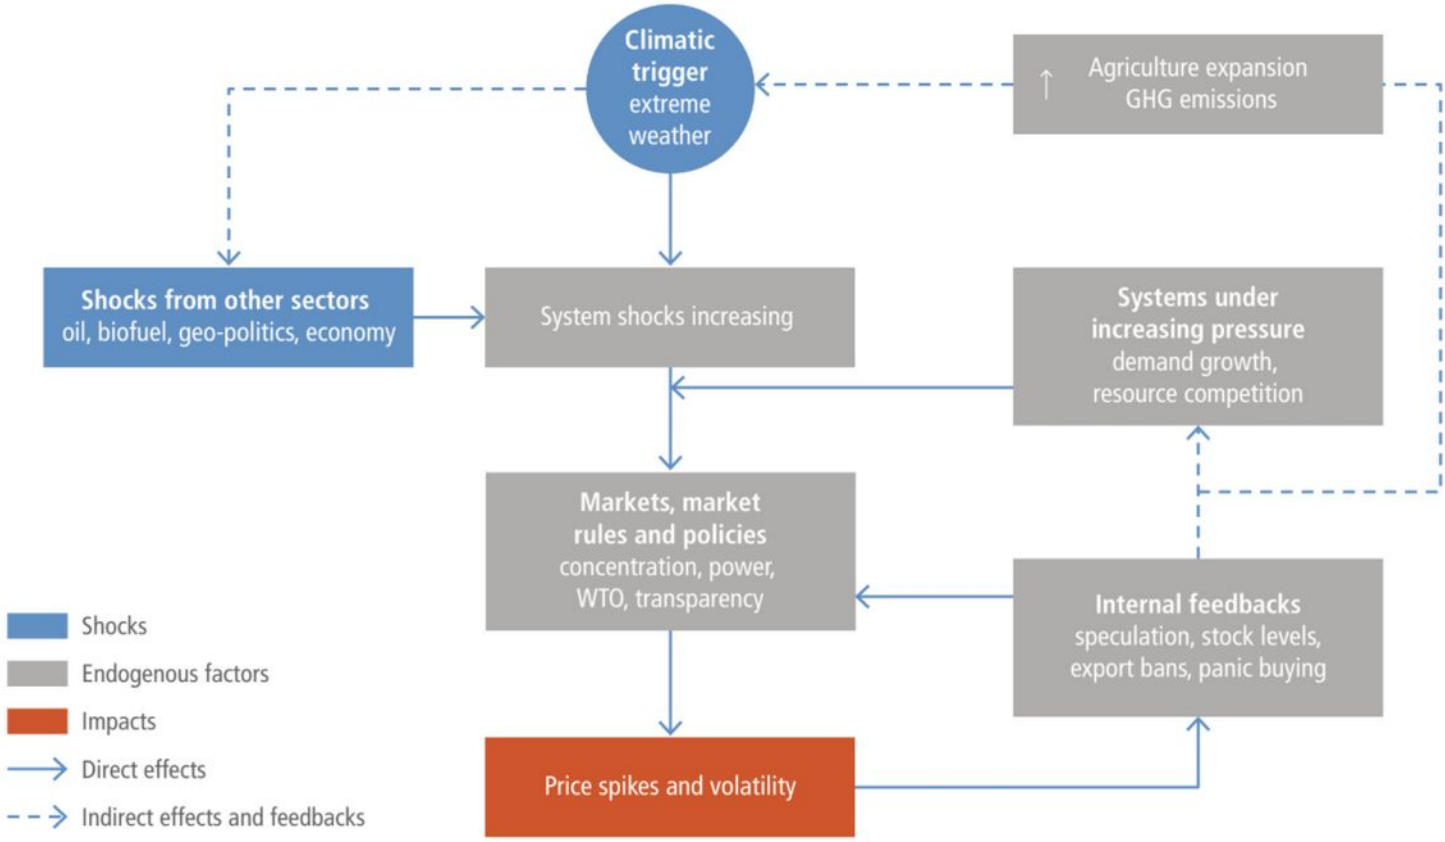 Climatic
trigger
extreme
weather
↑ Agriculture expansion
GHG emissions
Shocks from other sectors
oil, biofuel, geo-politics, economy
System shocks increasing
Systems under
increasing pressure
demand growth,
resource competition
Markets, market
rules and policies
concentration, power,
WTO, transparency
Internal feedbacks
speculation, stock levels,
export bans, panic buying
Price spikes and volatility
Shocks
Endogenous factors
Impacts
Direct effects
Indirect effects and feedbacks